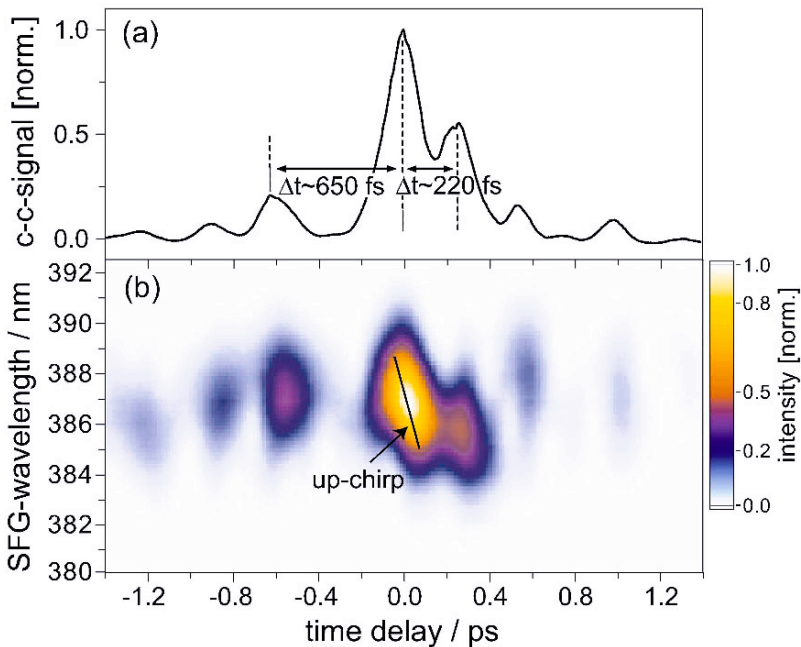 (a)
c-c-signal [norm.]
1.0
0.5
0.0
Δt~650 fs
Δt~220 fs
(b)
SFG-wavelength / nm
392
390
388
386
384
382
380
up-chirp
-1.2
-0.8
-0.4
0.0
0.4
0.8
1.2
time delay / ps
1.0
0.8
0.5
0.2
0.0
intensity [norm.]